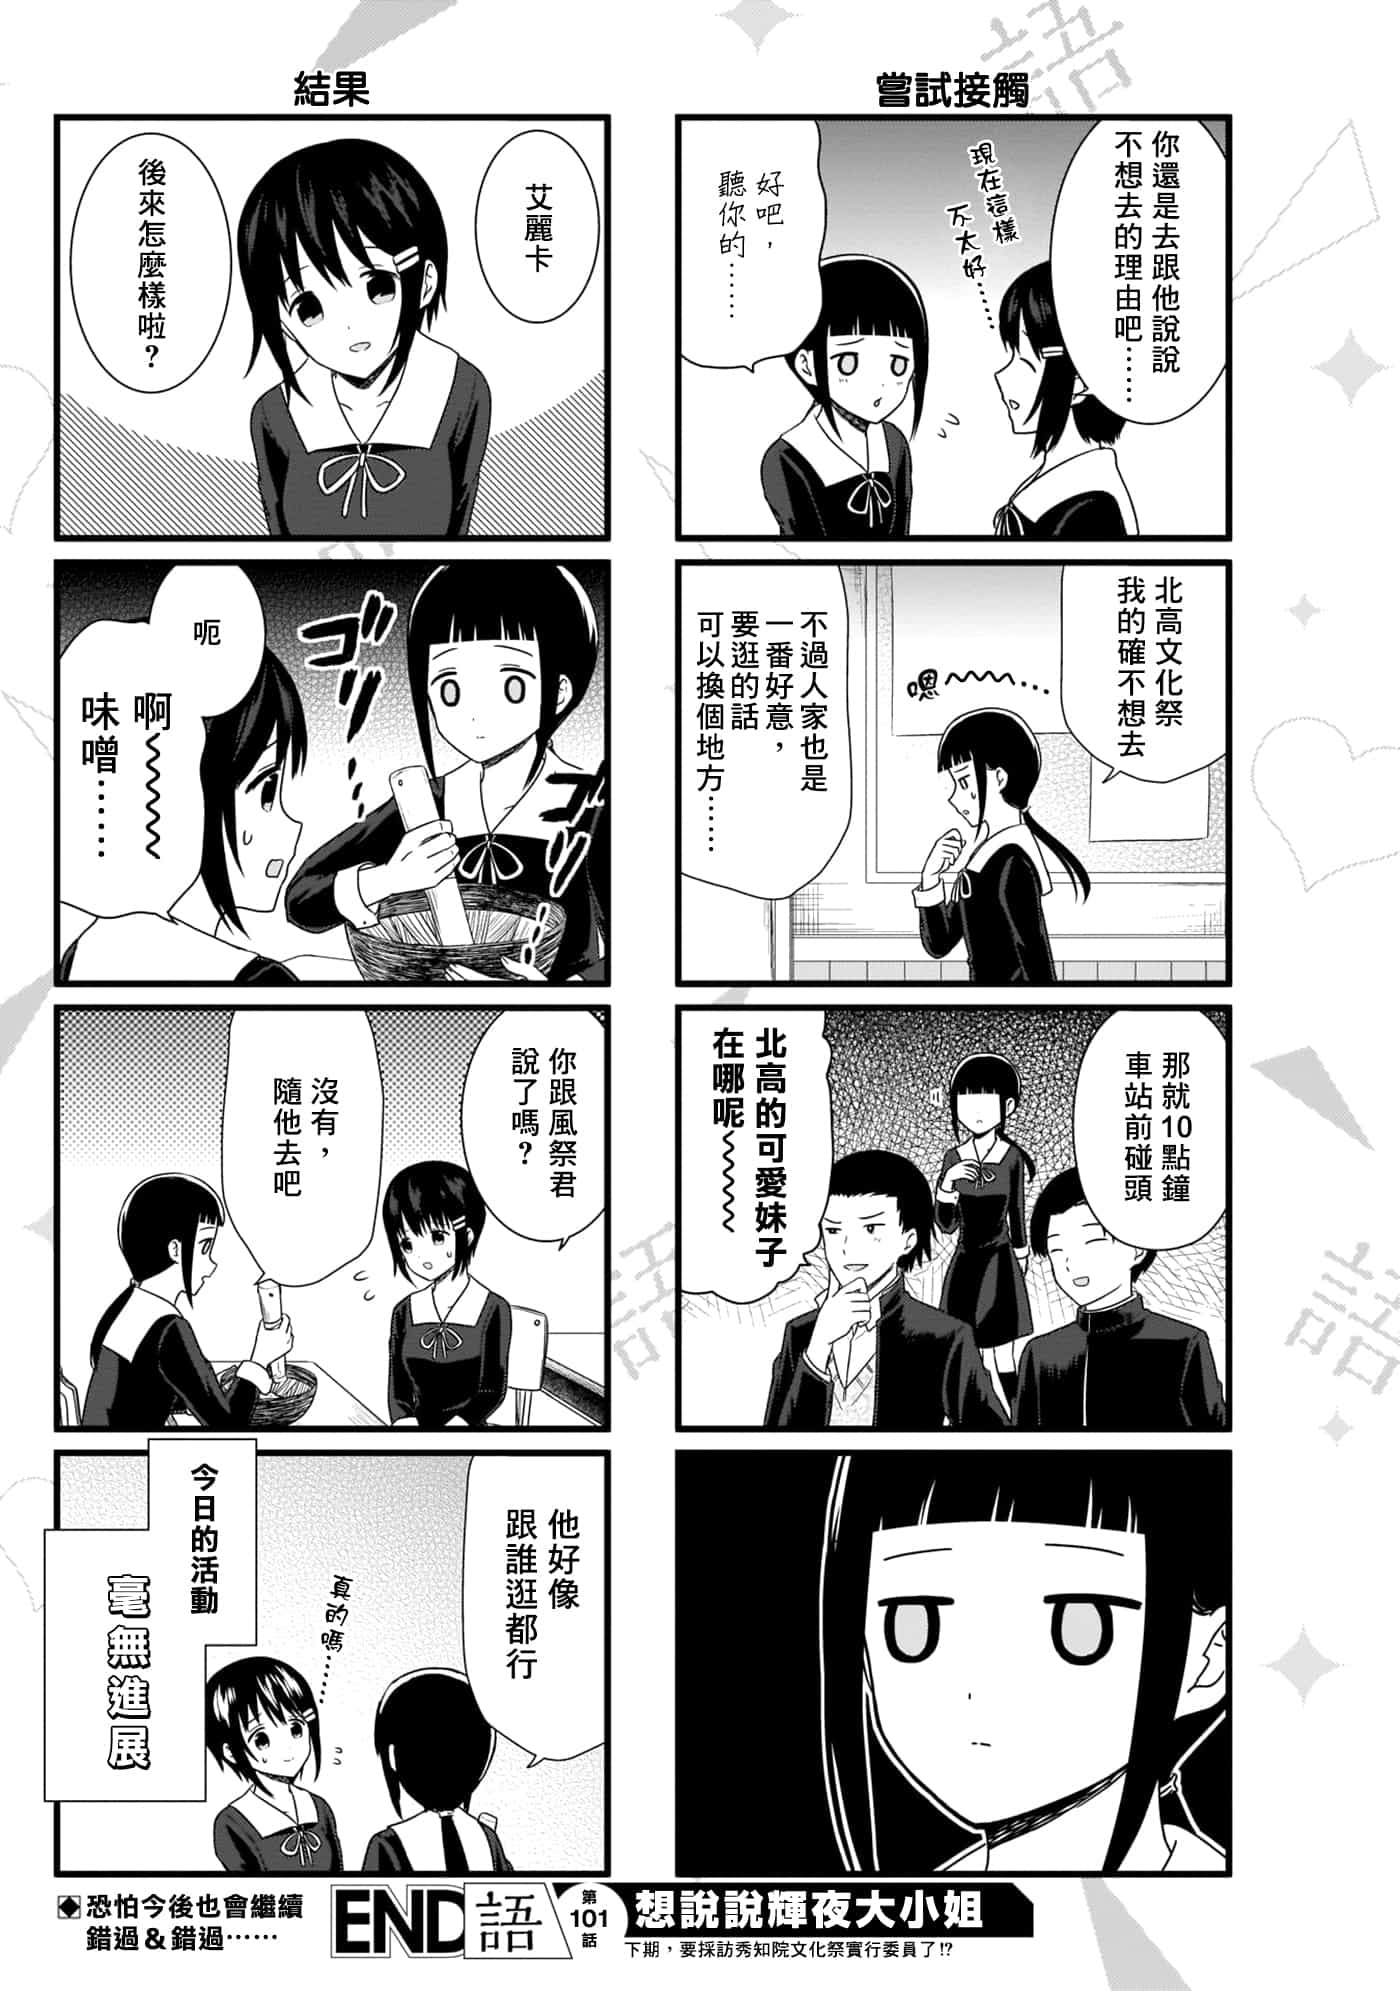 嘗試接觸
你還是去跟他說說
不想去的理由吧……
現在這樣
不太好……
好吧，
聽你的……
北高文化祭
我的確不想去
嗯……
不過人家也是
一番好意，
要逛的話
可以換個地方……
那就10點鐘
車站前碰頭
北高的可愛妹子
在哪呢～
結果
艾麗卡
後來怎麼樣啦？
ゴゴ
ゴゴ
呃
啊～
味噌……
你跟風祭君
說了嗎？
沒有，
隨他去吧
他好像
跟誰逛都行
真的嗎……
今日的活動
毫無進展
恐怕今後也會繼續
錯過＆錯過……
END
語
第101話
想說說輝夜大小姐
下期，要採訪秀知院文化祭實行委員了!?
語
語
語